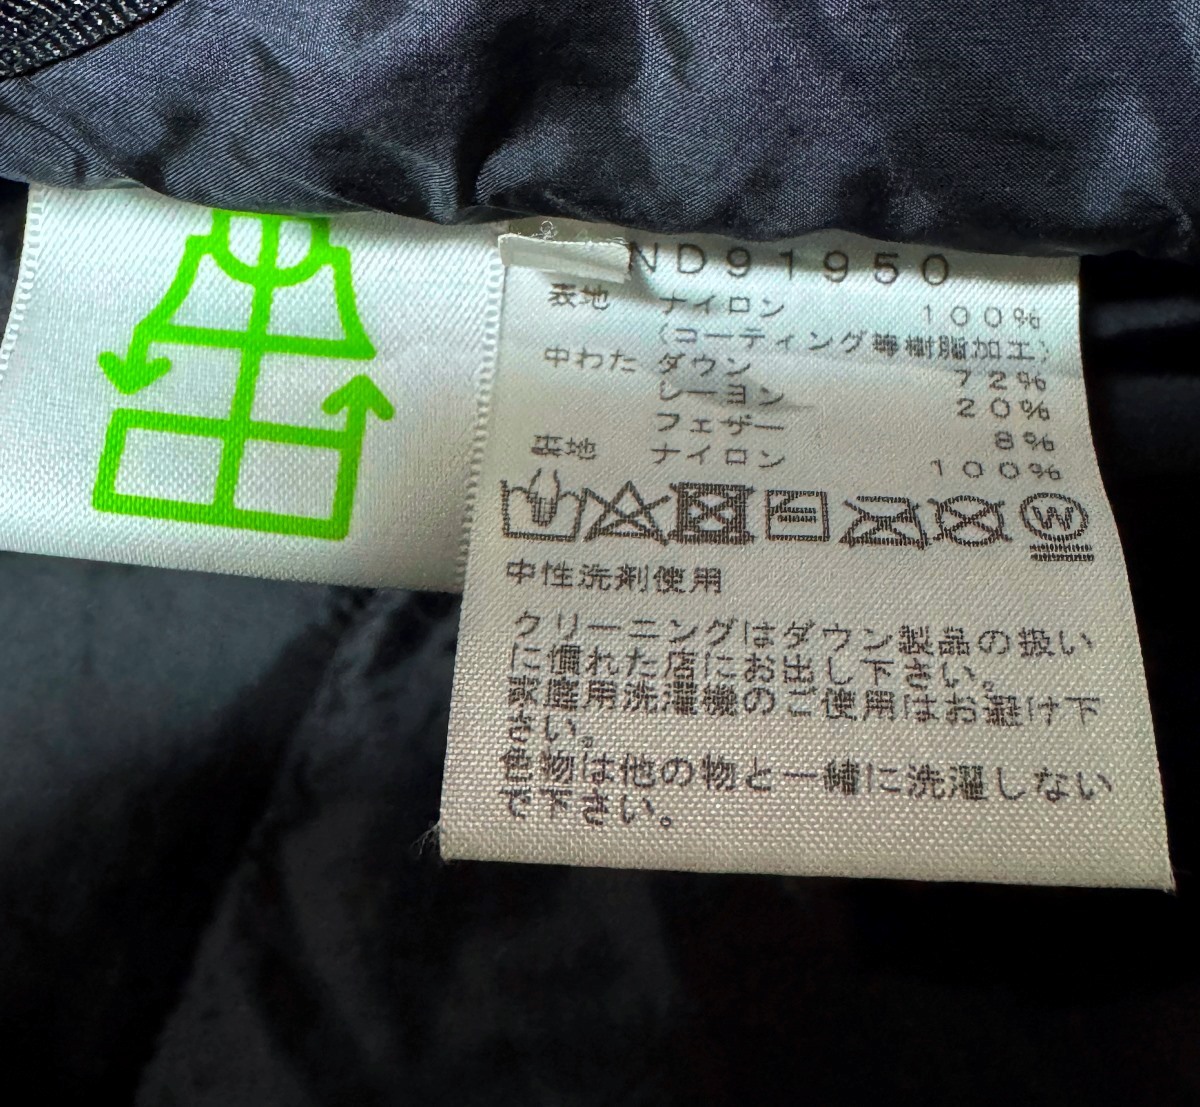 ND91950
表地 ナイロン 100%
(コーティング等樹脂加工)
中わた ダウン 72%
レーヨン 20%
フェザー 8%
裏地 ナイロン 100%
W
中性洗剤使用
クリーニングはダウン製品の扱い
に慣れた店にお出し下さい。
家庭用洗濯機のご使用はお避け下
さい。
色物は他の物と一緒に洗濯しない
で下さい。